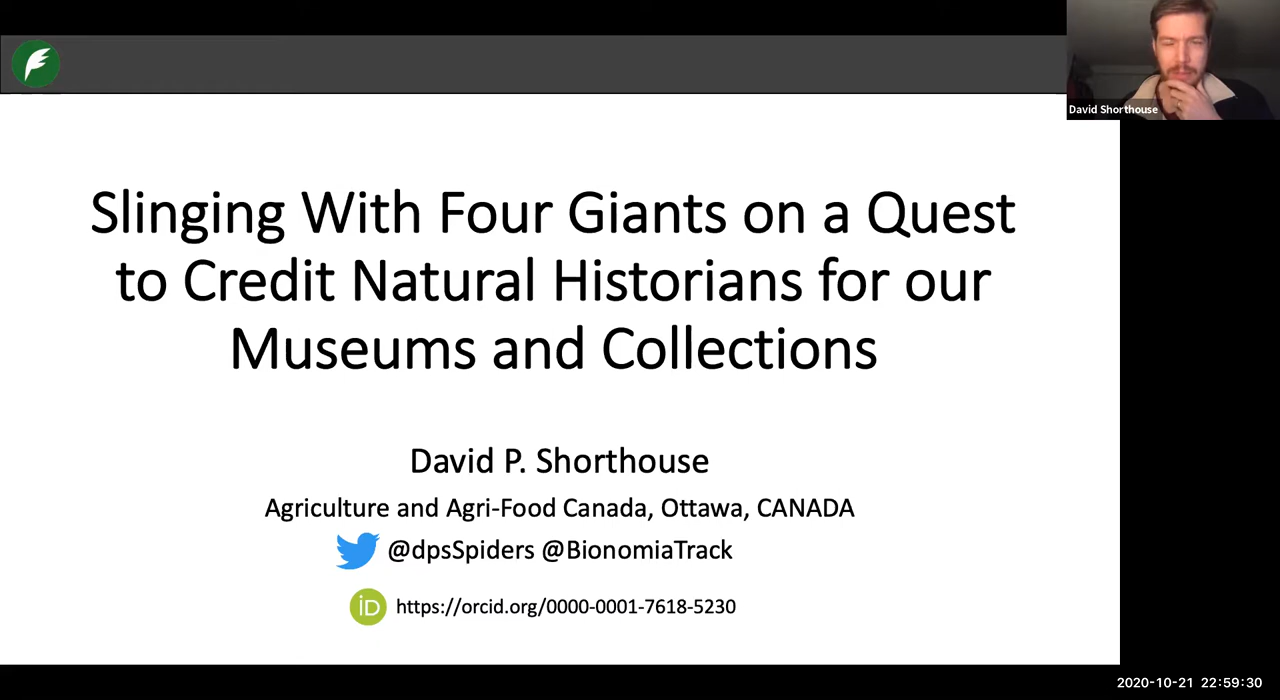 David Shorthouse
Slinging With Four Giants on a Quest
to Credit Natural Historians for our
Museums and Collections
David P. Shorthouse
Agriculture and Agri-Food Canada, Ottawa, CANADA
@dpsSpiders @BionomiaTrack
iD https://orcid.org/0000-0001-7618-5230
2020-10-21 22:59:30